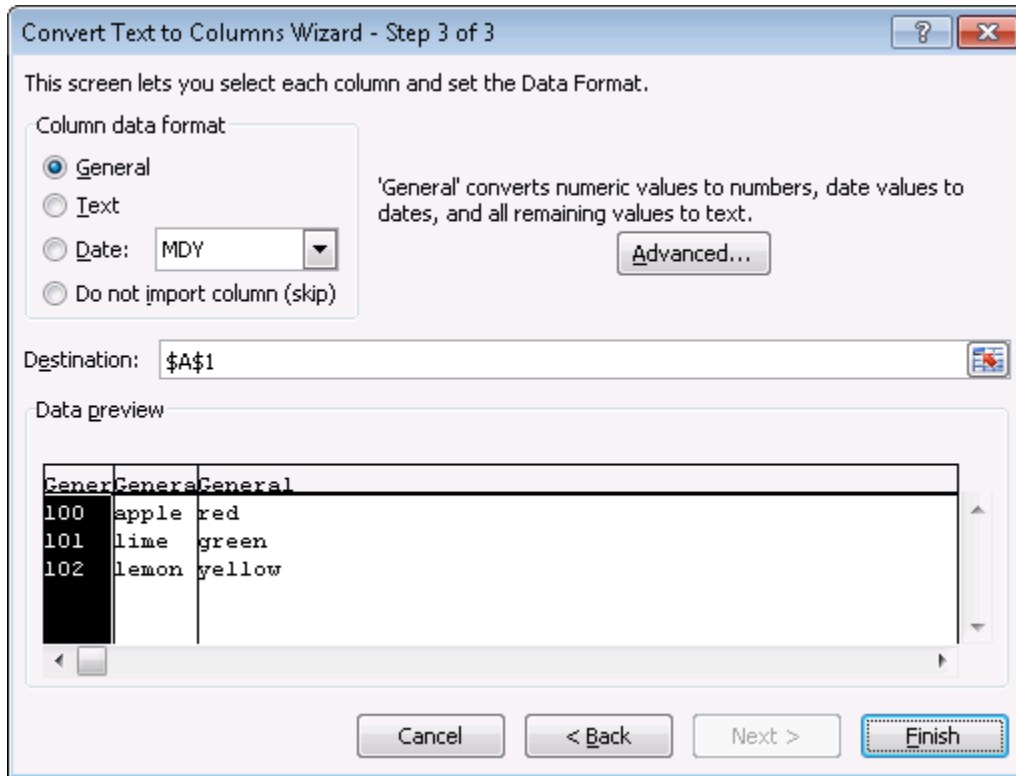 Convert Text to Columns Wizard - Step 3 of 3
This screen lets you select each column and set the Data Format.
Column data format
General
Text
Date: MDY
Do not import column (skip)
'General' converts numeric values to numbers, date values to
dates, and all remaining values to text.
Advanced...
Destination: $A$1
Data preview
Gener Genera General
100 apple red
101 lime green
102 lemon yellow
Cancel < Back Next > Finish